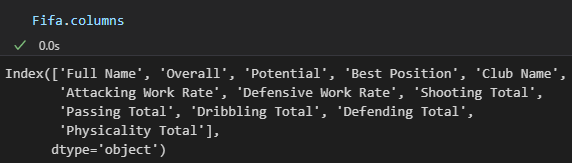 Fifa.columns
✓ 0.0s
Index(['Full Name', 'Overall', 'Potential', 'Best Position', 'Club Name',
'Attacking Work Rate', 'Defensive Work Rate', 'Shooting Total',
'Passing Total', 'Dribbling Total', 'Defending Total',
'Physicality Total'],
dtype='object')